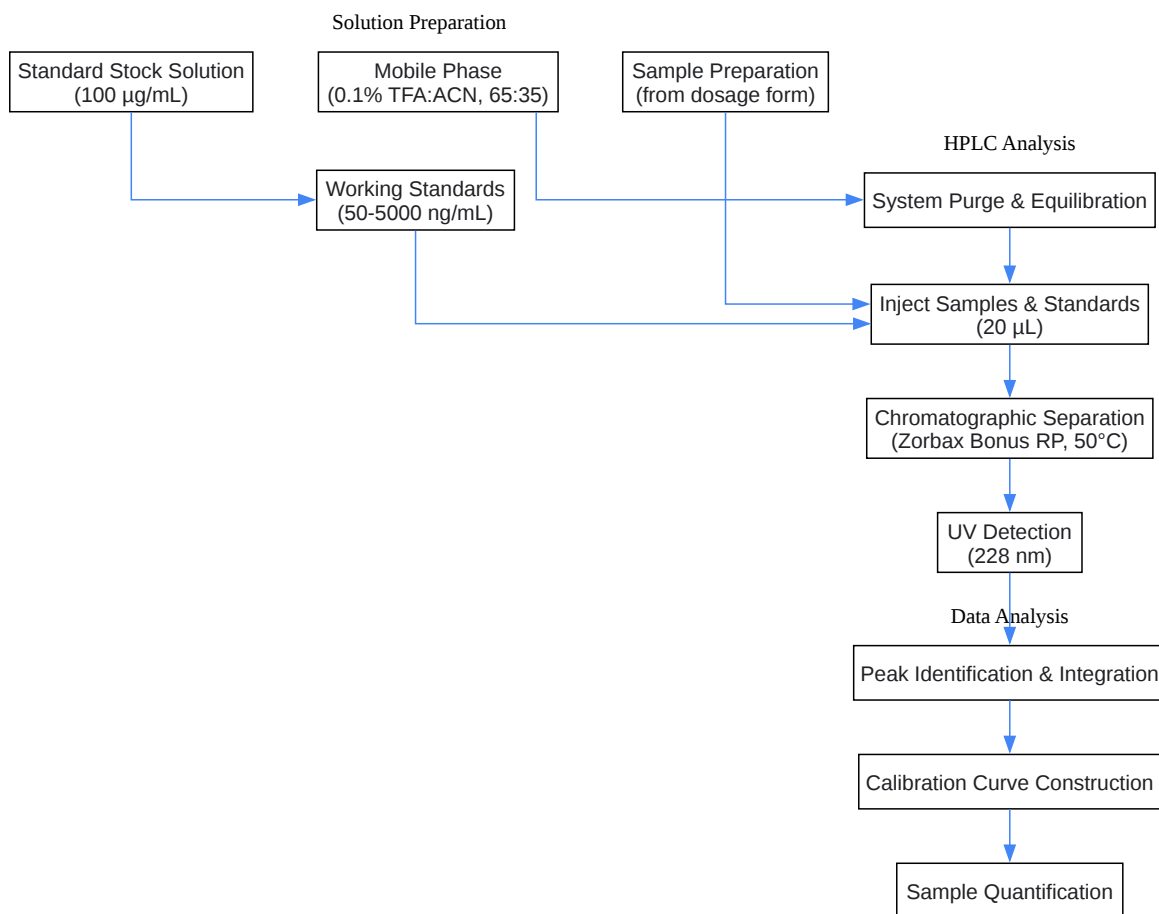 Solution Preparation
Standard Stock Solution
(100 µg/mL)
Mobile Phase
(0.1% TFA:ACN, 65:35)
Sample Preparation
(from dosage form)
HPLC Analysis
Working Standards
(50-5000 ng/mL)
System Purge & Equilibration
Inject Samples & Standards
(20 µL)
Chromatographic Separation
(Zorbax Bonus RP, 50°C)
UV Detection
(228 nm)
Data Analysis
Peak Identification & Integration
Calibration Curve Construction
Sample Quantification